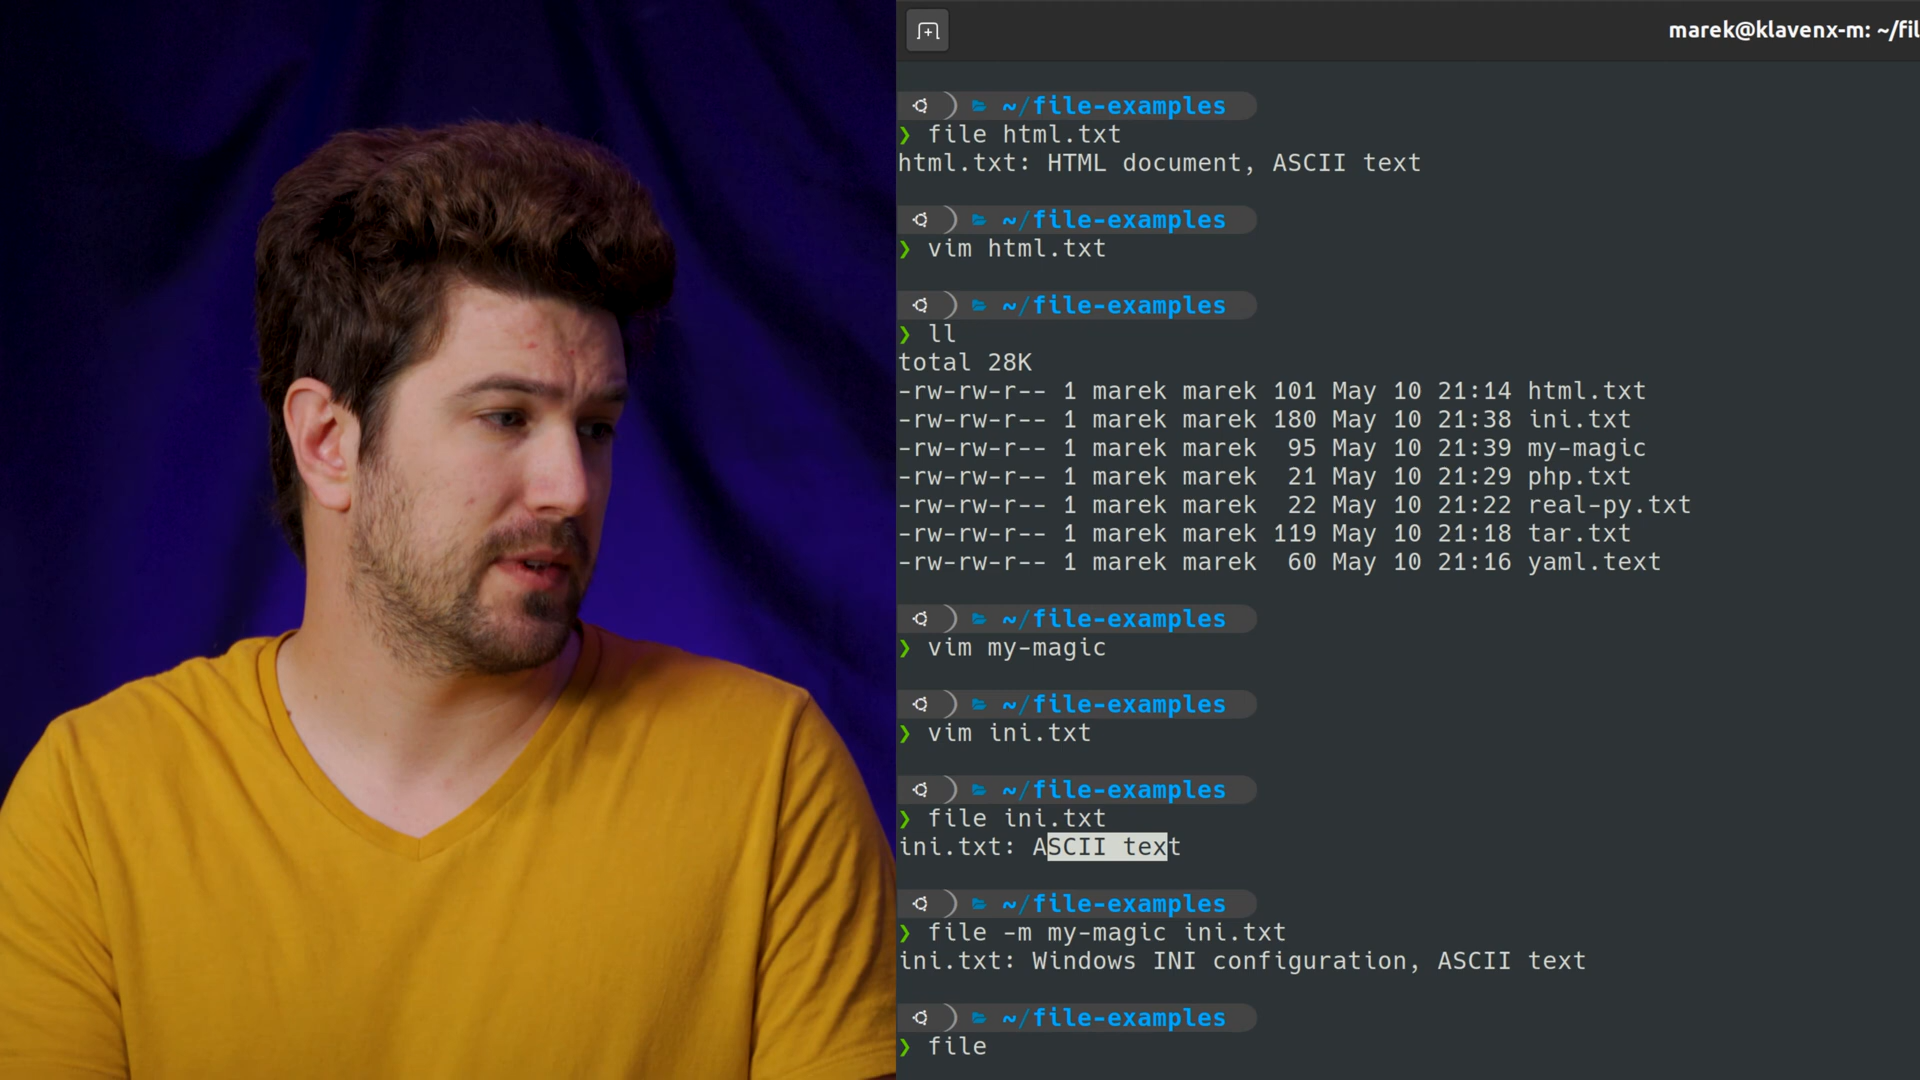 marek@klavenx-m: ~/fil
~/file-examples
❯ file html.txt
html.txt: HTML document, ASCII text
~/file-examples
❯ vim html.txt
~/file-examples
❯ ll
total 28K
-rw-rw-r-- 1 marek marek 101 May 10 21:14 html.txt
-rw-rw-r-- 1 marek marek 180 May 10 21:38 ini.txt
-rw-rw-r-- 1 marek marek  95 May 10 21:39 my-magic
-rw-rw-r-- 1 marek marek  21 May 10 21:29 php.txt
-rw-rw-r-- 1 marek marek  22 May 10 21:22 real-py.txt
-rw-rw-r-- 1 marek marek 119 May 10 21:18 tar.txt
-rw-rw-r-- 1 marek marek  60 May 10 21:16 yaml.text
~/file-examples
❯ vim my-magic
~/file-examples
❯ vim ini.txt
~/file-examples
❯ file ini.txt
ini.txt: ASCII text
~/file-examples
❯ file -m my-magic ini.txt
ini.txt: Windows INI configuration, ASCII text
~/file-examples
❯ file